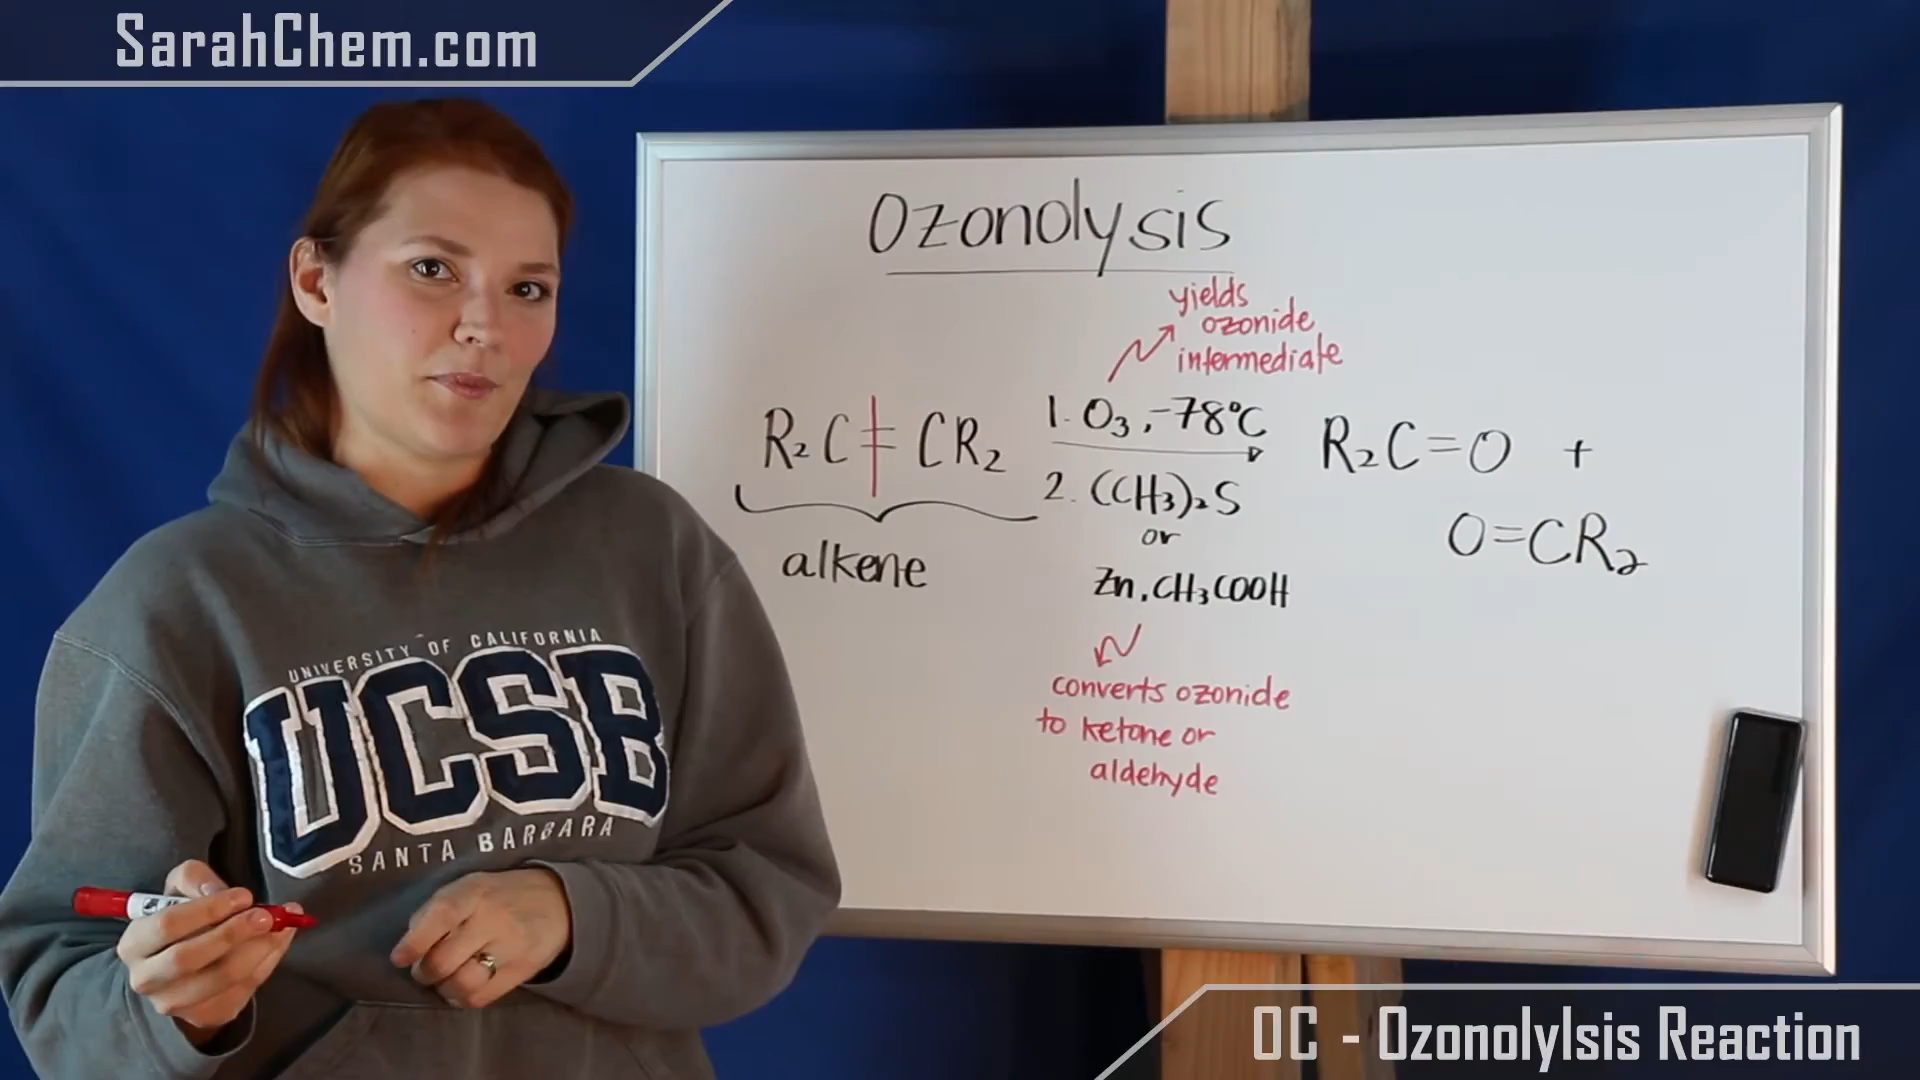 SarahChem.com
Ozonolysis
yields
ozonide
intermediate
R₂C=CR₂
1. O₃, -78°C
R₂C=O +
2. (CH₃)₂S
or
O=CR₂
alkene
Zn, CH₃COOH
converts ozonide
to ketone or
aldehyde
UNIVERSITY OF CALIFORNIA
UCSB
SANTA BARBARA
OC - Ozonolylsis Reaction